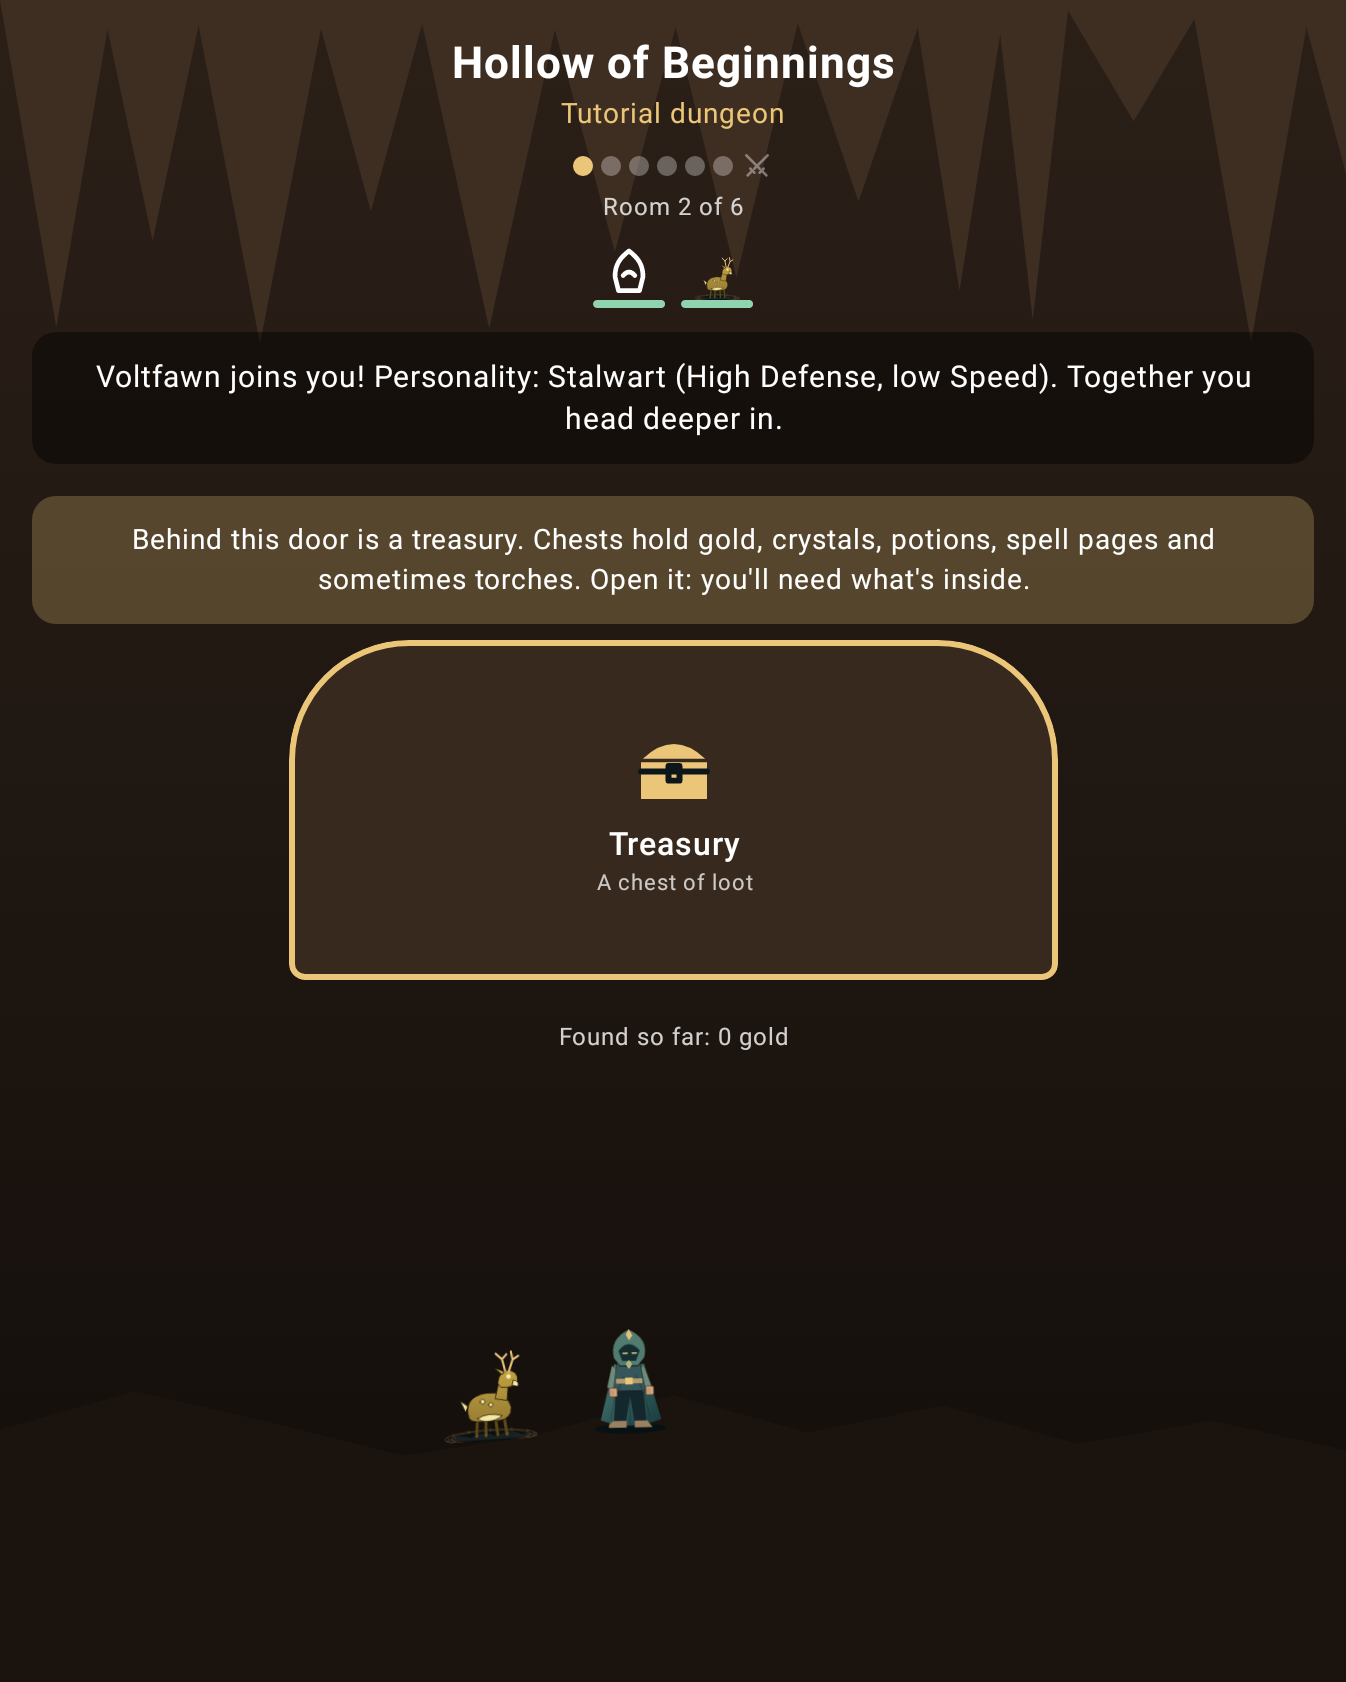 Hollow of Beginnings
Tutorial dungeon
Room 2 of 6
Voltfawn joins you! Personality: Stalwart (High Defense, low Speed). Together you
head deeper in.
Behind this door is a treasury. Chests hold gold, crystals, potions, spell pages and
sometimes torches. Open it: you'll need what's inside.
Treasury
A chest of loot
Found so far: 0 gold